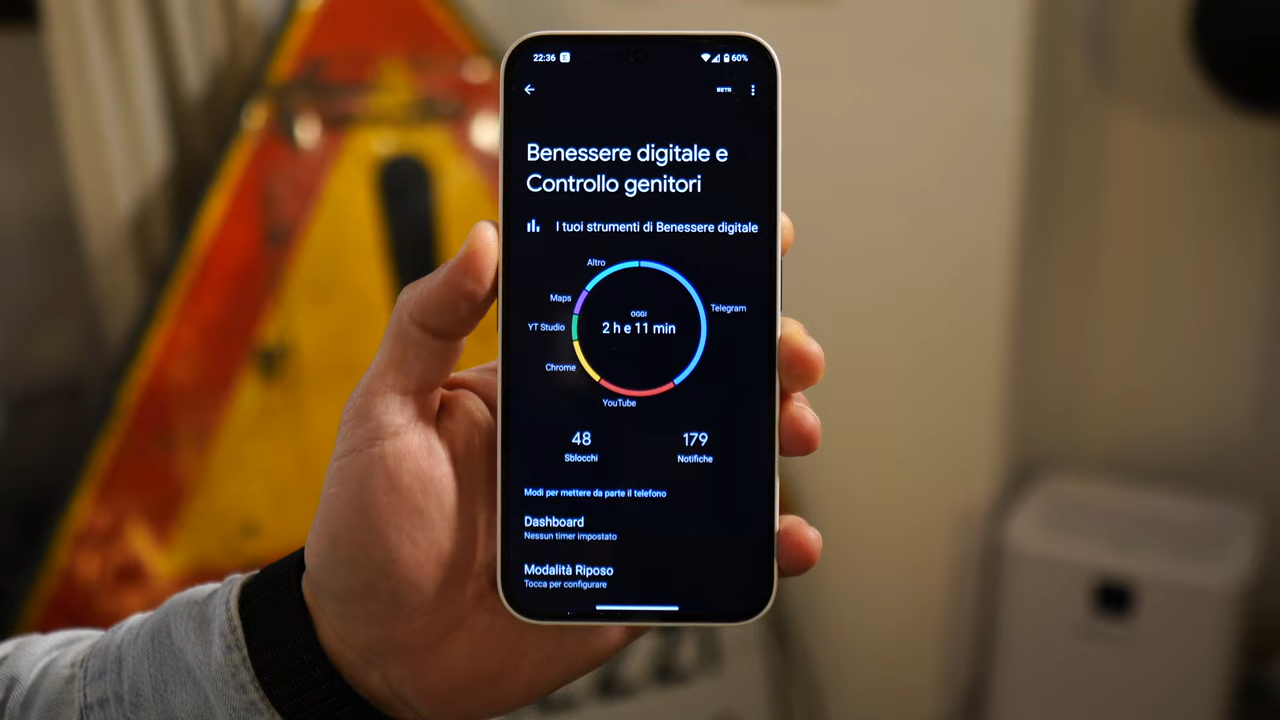 22:36
60%
BETA
Benessere digitale e
Controllo genitori
I tuoi strumenti di Benessere digitale
Altro
Maps
Telegram
OGGI
2 h e 11 min
YT Studio
Chrome
YouTube
48
179
Sblocchi
Notifiche
Modi per mettere da parte il telefono
Dashboard
Nessun timer impostato
Modalità Riposo
Tocca per configurare